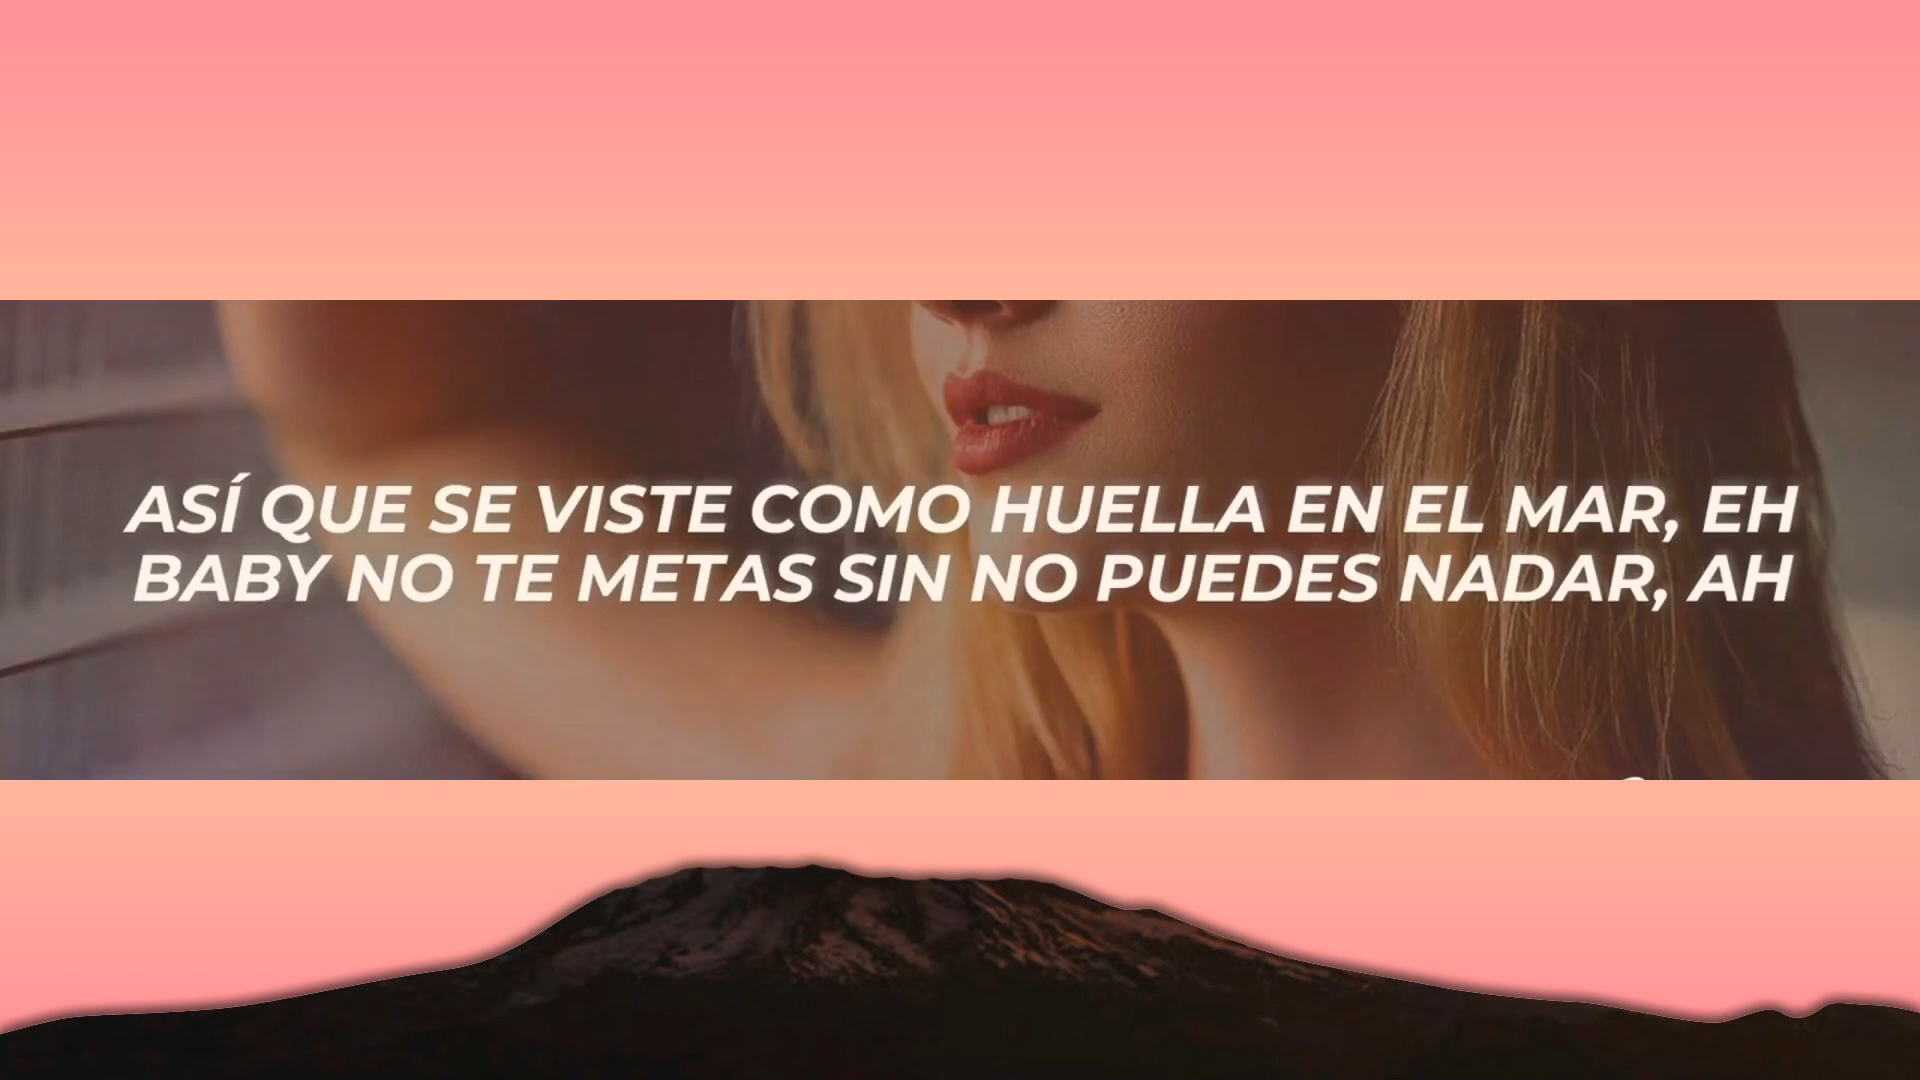 ASÍ QUE SE VISTE COMO HUELLA EN EL MAR, EH
BABY NO TE METAS SIN NO PUEDES NADAR, AH